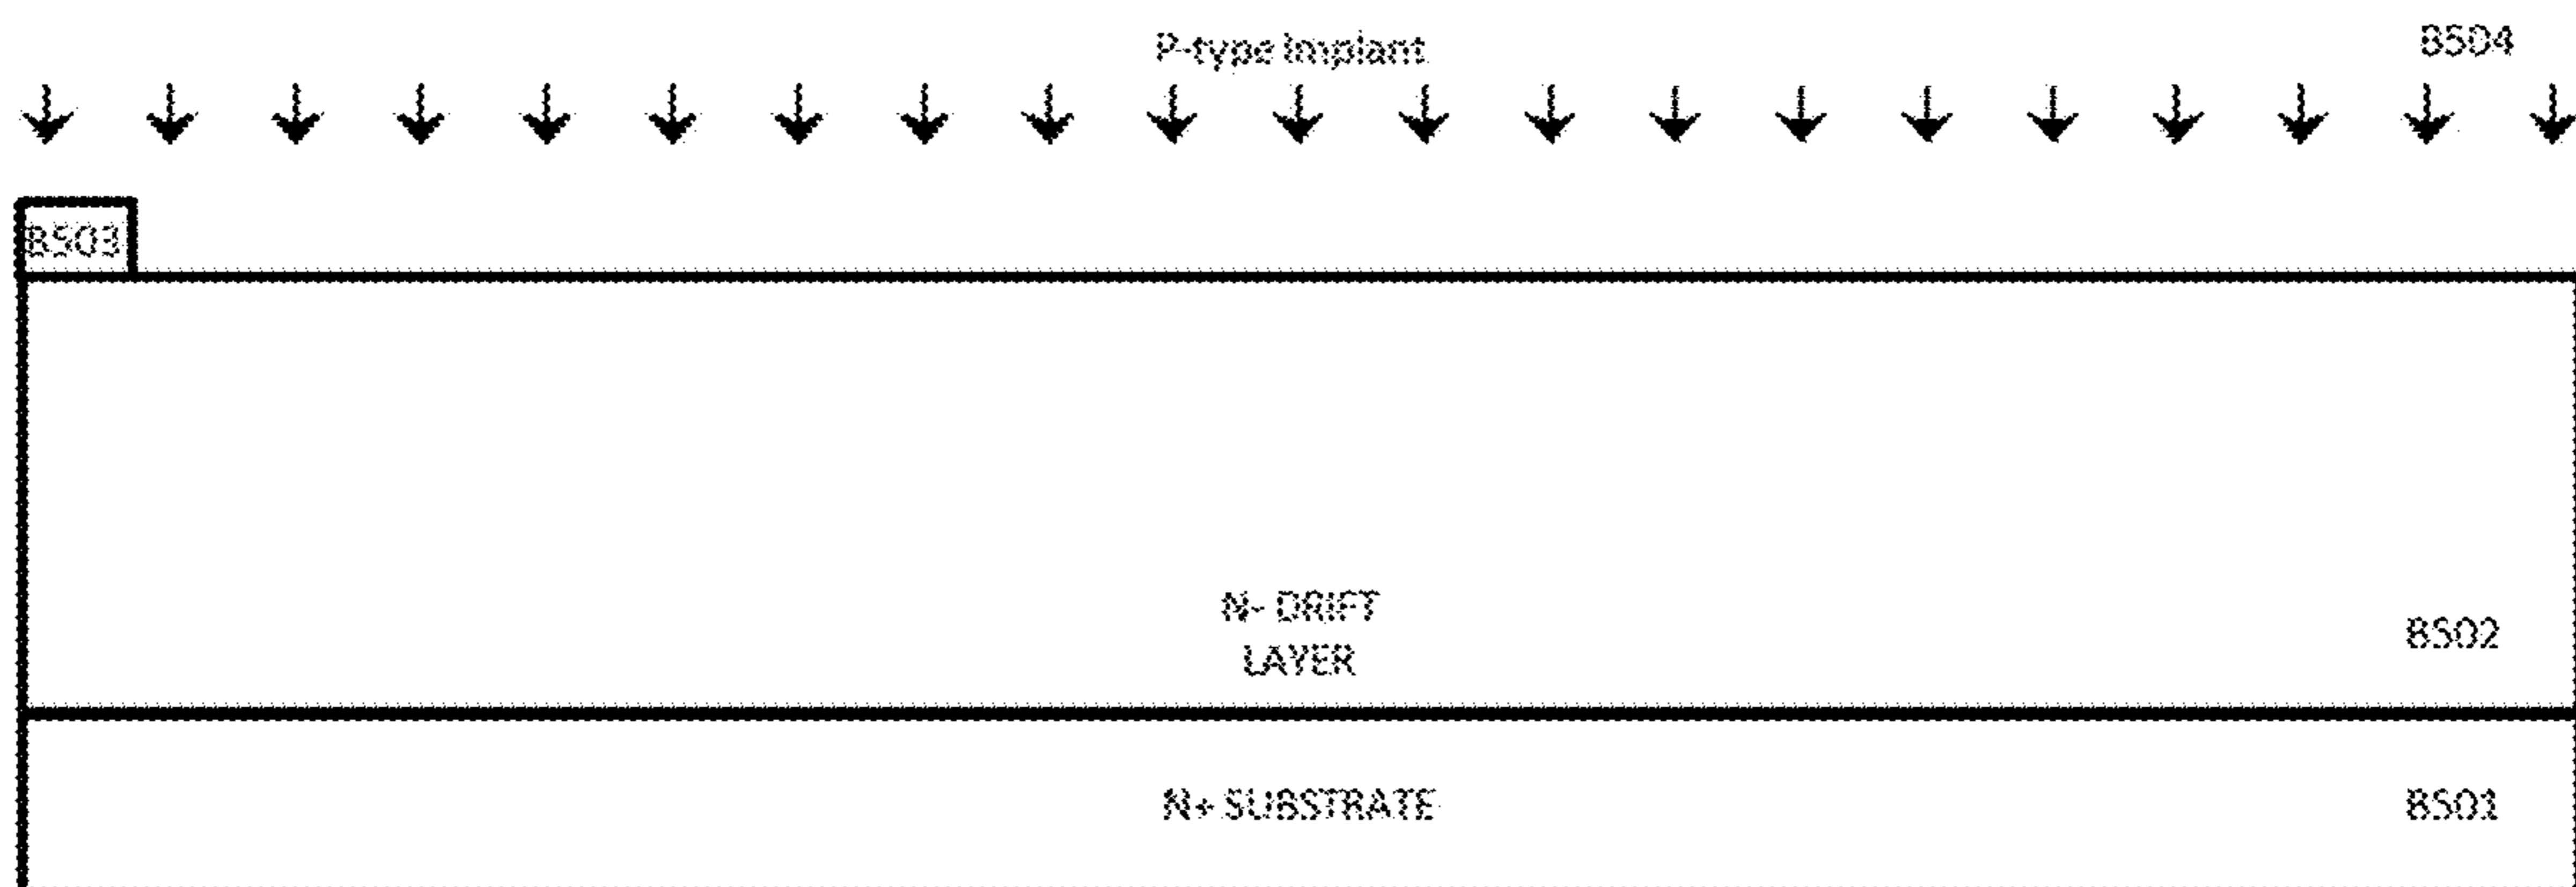 P-type Implant
8504
8503
N- DRIFT
LAYER
8502
N+ SUBSTRATE
8501